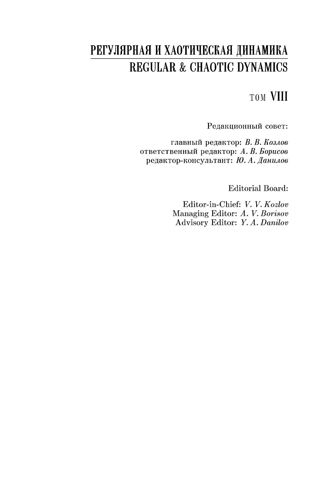 РЕГУЛЯРНАЯ И ХАОТИЧЕСКАЯ ДИНАМИКА
REGULAR & CHAOTIC DYNAMICS
ТОМ VIII
Редакционный совет:
главный редактор: В. В. Козлов
ответственный редактор: А. В. Борисов
редактор-консультант: Ю. А. Данилов
Editorial Board:
Editor-in-Chief: V. V. Kozlov
Managing Editor: A. V. Borisov
Advisory Editor: Y. A. Danilov